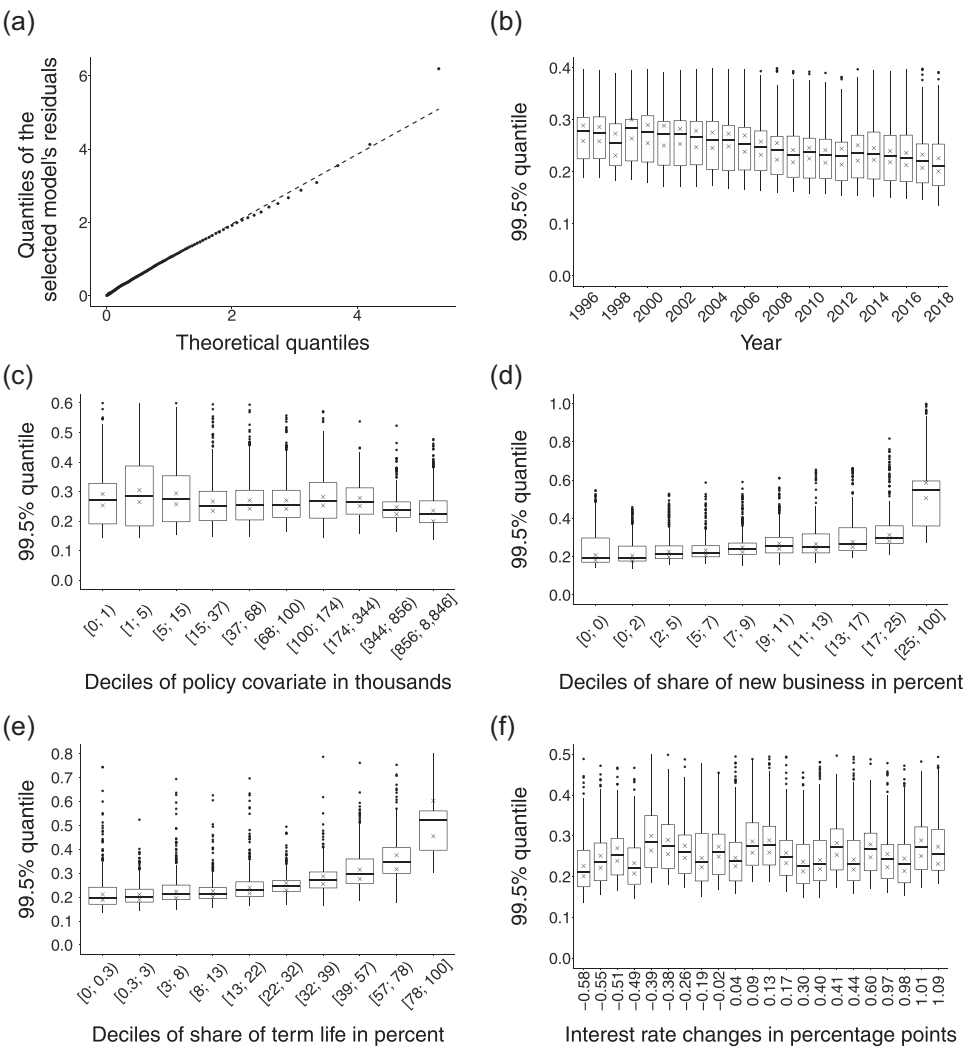 (a)
Quantiles of the
selected model's residuals
6
4
2
0
0 2 4
Theoretical quantiles
(b)
99.5% quantile
0.4
0.3
0.2
0.1
0.0
1996 1998 2000 2002 2004 2006 2008 2010 2012 2014 2016 2018
Year
(c)
99.5% quantile
0.6
0.5
0.4
0.3
0.2
0.1
0.0
[0; 1) [1; 5) [5; 15) [15; 37) [37; 68) [68; 100) [100; 174) [174; 344) [344; 856) [856; 8,846]
Deciles of policy covariate in thousands
(d)
99.5% quantile
1.0
0.8
0.6
0.4
0.2
0.0
[0; 0) [0; 2) [2; 5) [5; 7) [7; 9) [9; 11) [11; 13) [13; 17) [17; 25) [25; 100]
Deciles of share of new business in percent
(e)
99.5% quantile
0.8
0.7
0.6
0.5
0.4
0.3
0.2
0.1
0.0
[0; 0.3) [0.3; 3) [3; 8) [8; 13) [13; 22) [22; 32) [32; 39) [39; 57) [57; 78) [78; 100]
Deciles of share of term life in percent
(f)
99.5% quantile
0.5
0.4
0.3
0.2
0.1
0.0
−0.58 −0.55 −0.51 −0.49 −0.39 −0.38 −0.26 −0.19 −0.02 0.04 0.09 0.13 0.17 0.30 0.40 0.41 0.44 0.60 0.97 0.98 1.01 1.09
Interest rate changes in percentage points